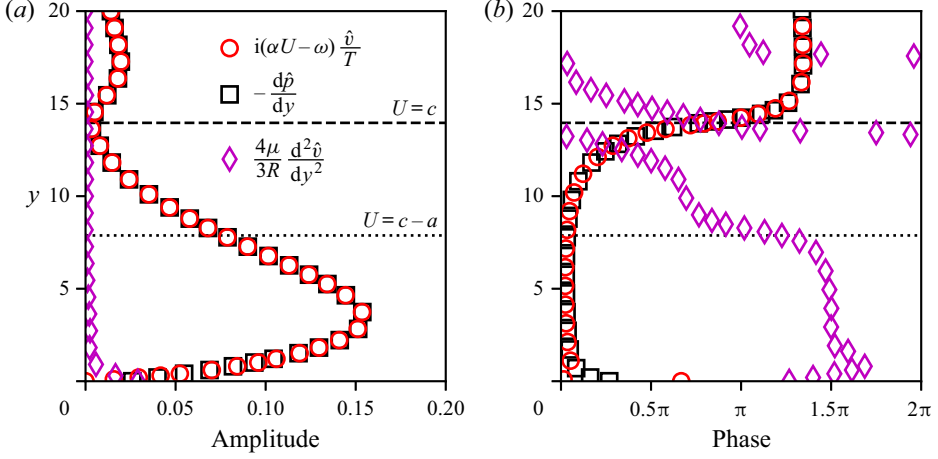 (a)
20
15
10
5
y
i(αU – ω) v̂/T
– dp̂/dy
4μ/3R d²v̂/dy²
U = c
U = c – a
0
0.05
0.10
0.15
0.20
Amplitude
(b)
20
15
10
5
0
0.5π
π
1.5π
2π
Phase